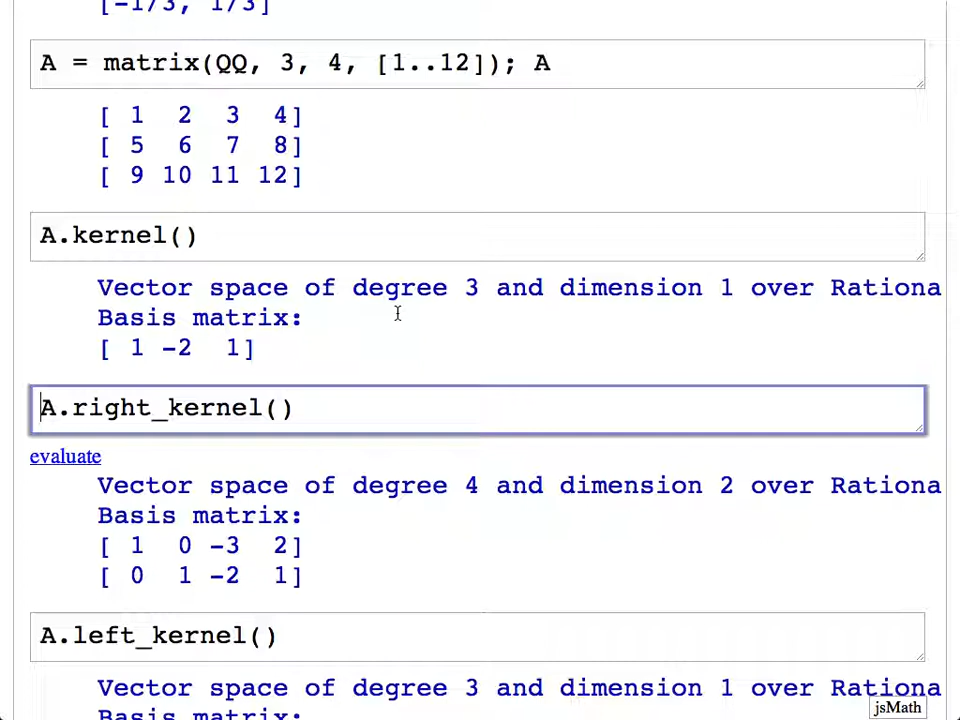 [-1/3, 1/3]
A = matrix(QQ, 3, 4, [1..12]); A
[ 1 2 3 4]
[ 5 6 7 8]
[ 9 10 11 12]
A.kernel()
Vector space of degree 3 and dimension 1 over Rationa
Basis matrix:
[ 1 -2 1]
A.right_kernel()
evaluate
Vector space of degree 4 and dimension 2 over Rationa
Basis matrix:
[ 1 0 -3 2]
[ 0 1 -2 1]
A.left_kernel()
Vector space of degree 3 and dimension 1 over Rationa
Basis matrix:
jsMath